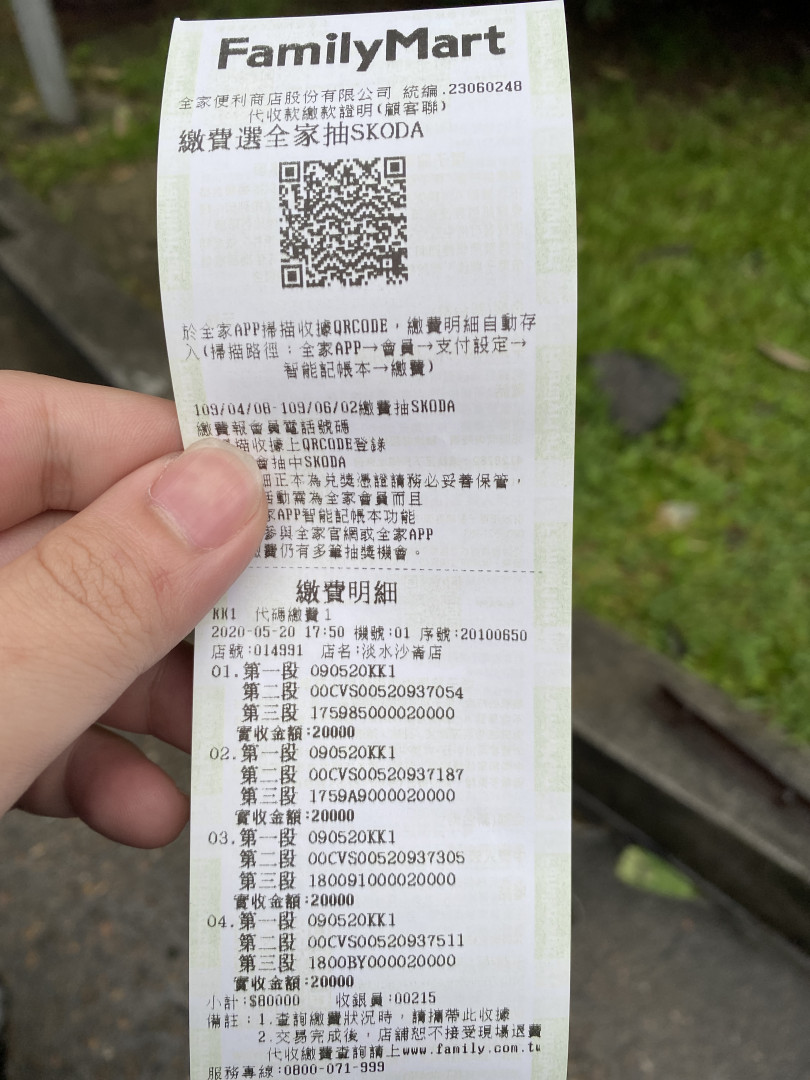 FamilyMart
全家便利商店股份有限公司 統編.23060248
代收款繳款證明(顧客聯)
繳費選全家抽SKODA
於全家APP掃描收據QRCODE，繳費明細自動存
入(掃描路徑：全家APP→會員→支付設定→
智能記帳本→繳費)
109/04/08-109/06/02繳費抽SKODA
繳費報會員電話號碼
描收據上QRCODE登錄
會抽中SKODA
細正本為兌獎憑證請務必妥善保管，
活動需為全家會員而且
家APP智能記帳本功能
參與全家官網或全家APP
繳費仍有多筆抽獎機會。
繳費明細
KK1 代碼繳費1
2020-05-20 17:50 機號:01 序號:20100650
店號:014991 店名:淡水沙崙店
01.第一段 090520KK1
第二段 00CVS00520937054
第三段 175985000020000
實收金額:20000
02.第一段 090520KK1
第二段 00CVS00520937187
第三段 1759A9000020000
實收金額:20000
03.第一段 090520KK1
第二段 00CVS00520937305
第三段 180091000020000
實收金額:20000
04.第一段 090520KK1
第二段 00CVS00520937511
第三段 1800BY000020000
實收金額:20000
小計:$80000 收銀員:00215
備註：1.查詢繳費狀況時，請攜帶此收據
2.交易完成後，店舖恕不接受現場退費
代收繳費查詢請上www.family.com.tw
服務專線:0800-071-999